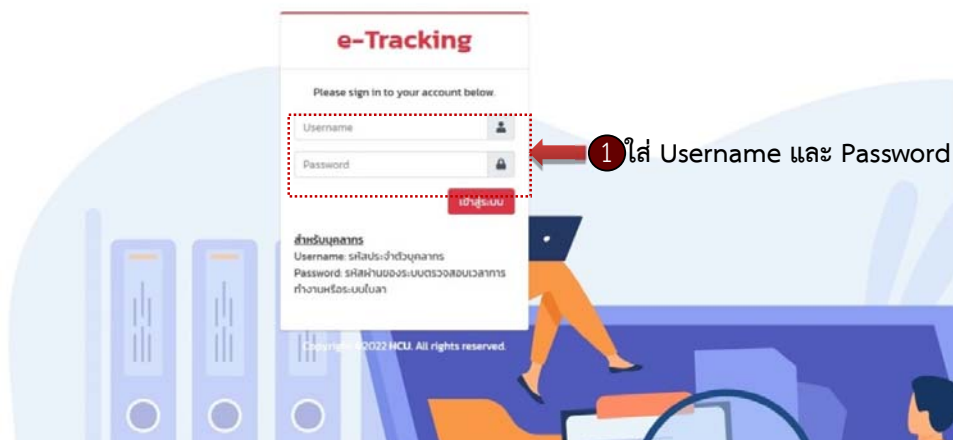 e-Tracking
Please sign in to your account below.
Username
Password
1 ใส่ Username และ Password
เข้าสู่ระบบ
สำหรับบุคลากร
Username: รหัสประจำตัวบุคลากร
Password: รหัสผ่านของระบบตรวจสอบเวลาการ
ทำงานหรือระบบใบลา
Copyright ©2022 HCU. All rights reserved.